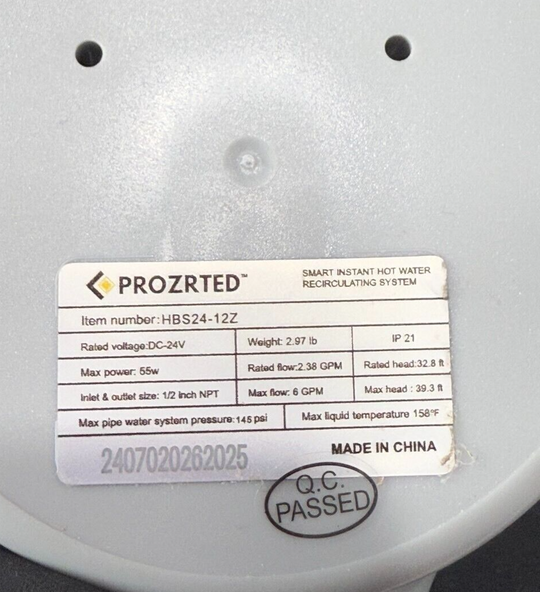 PROZRTED™
SMART INSTANT HOT WATER
RECIRCULATING SYSTEM
Item number:HBS24-12Z
Rated voltage:DC-24V
Weight: 2.97 lb
IP 21
Max power: 55w
Rated flow:2.38 GPM
Rated head:32.8 ft
Inlet & outlet size: 1/2 inch NPT
Max flow: 6 GPM
Max head : 39.3 ft
Max pipe water system pressure:145 psi
Max liquid temperature 158°F
2407020262025
MADE IN CHINA
Q.C.
PASSED